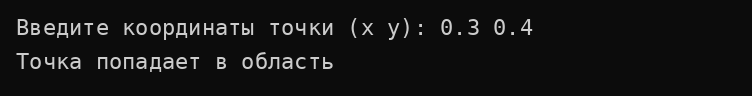 Введите координаты точки (x y): 0.3 0.4
Точка попадает в область